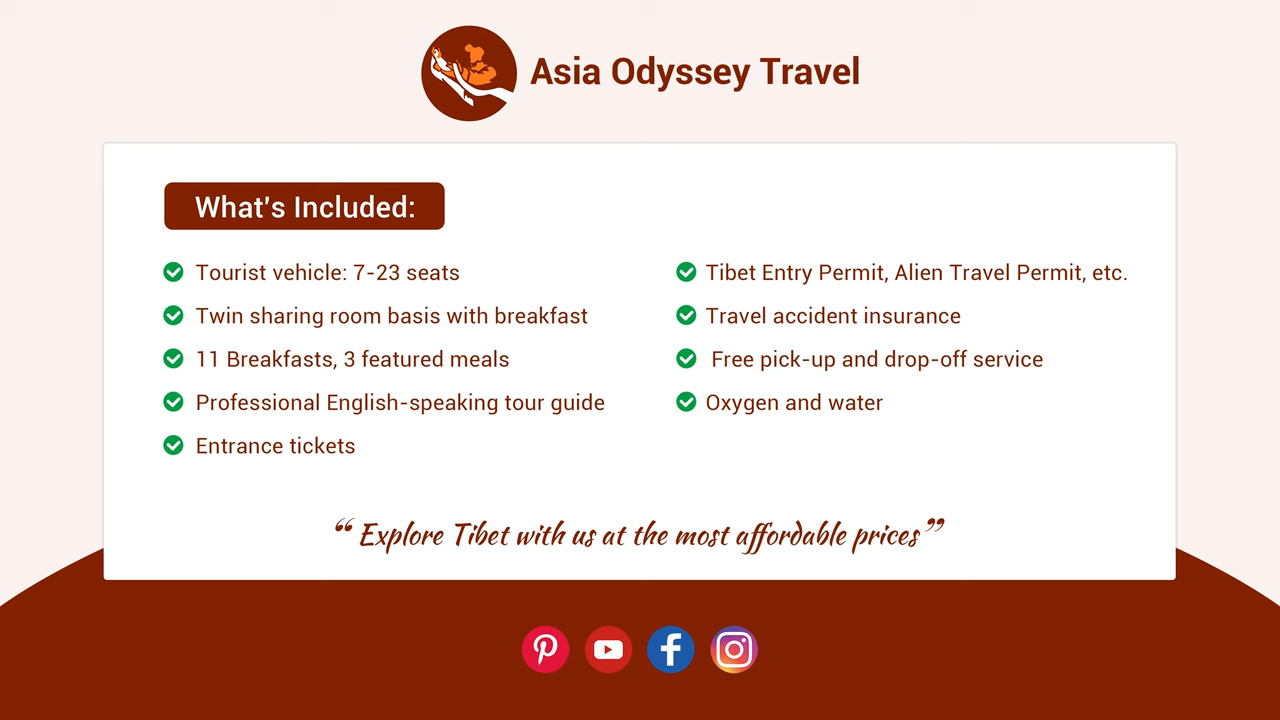 Asia Odyssey Travel
What's Included:
Tourist vehicle: 7-23 seats
Twin sharing room basis with breakfast
11 Breakfasts, 3 featured meals
Professional English-speaking tour guide
Entrance tickets
Tibet Entry Permit, Alien Travel Permit, etc.
Travel accident insurance
Free pick-up and drop-off service
Oxygen and water
“ Explore Tibet with us at the most affordable prices”